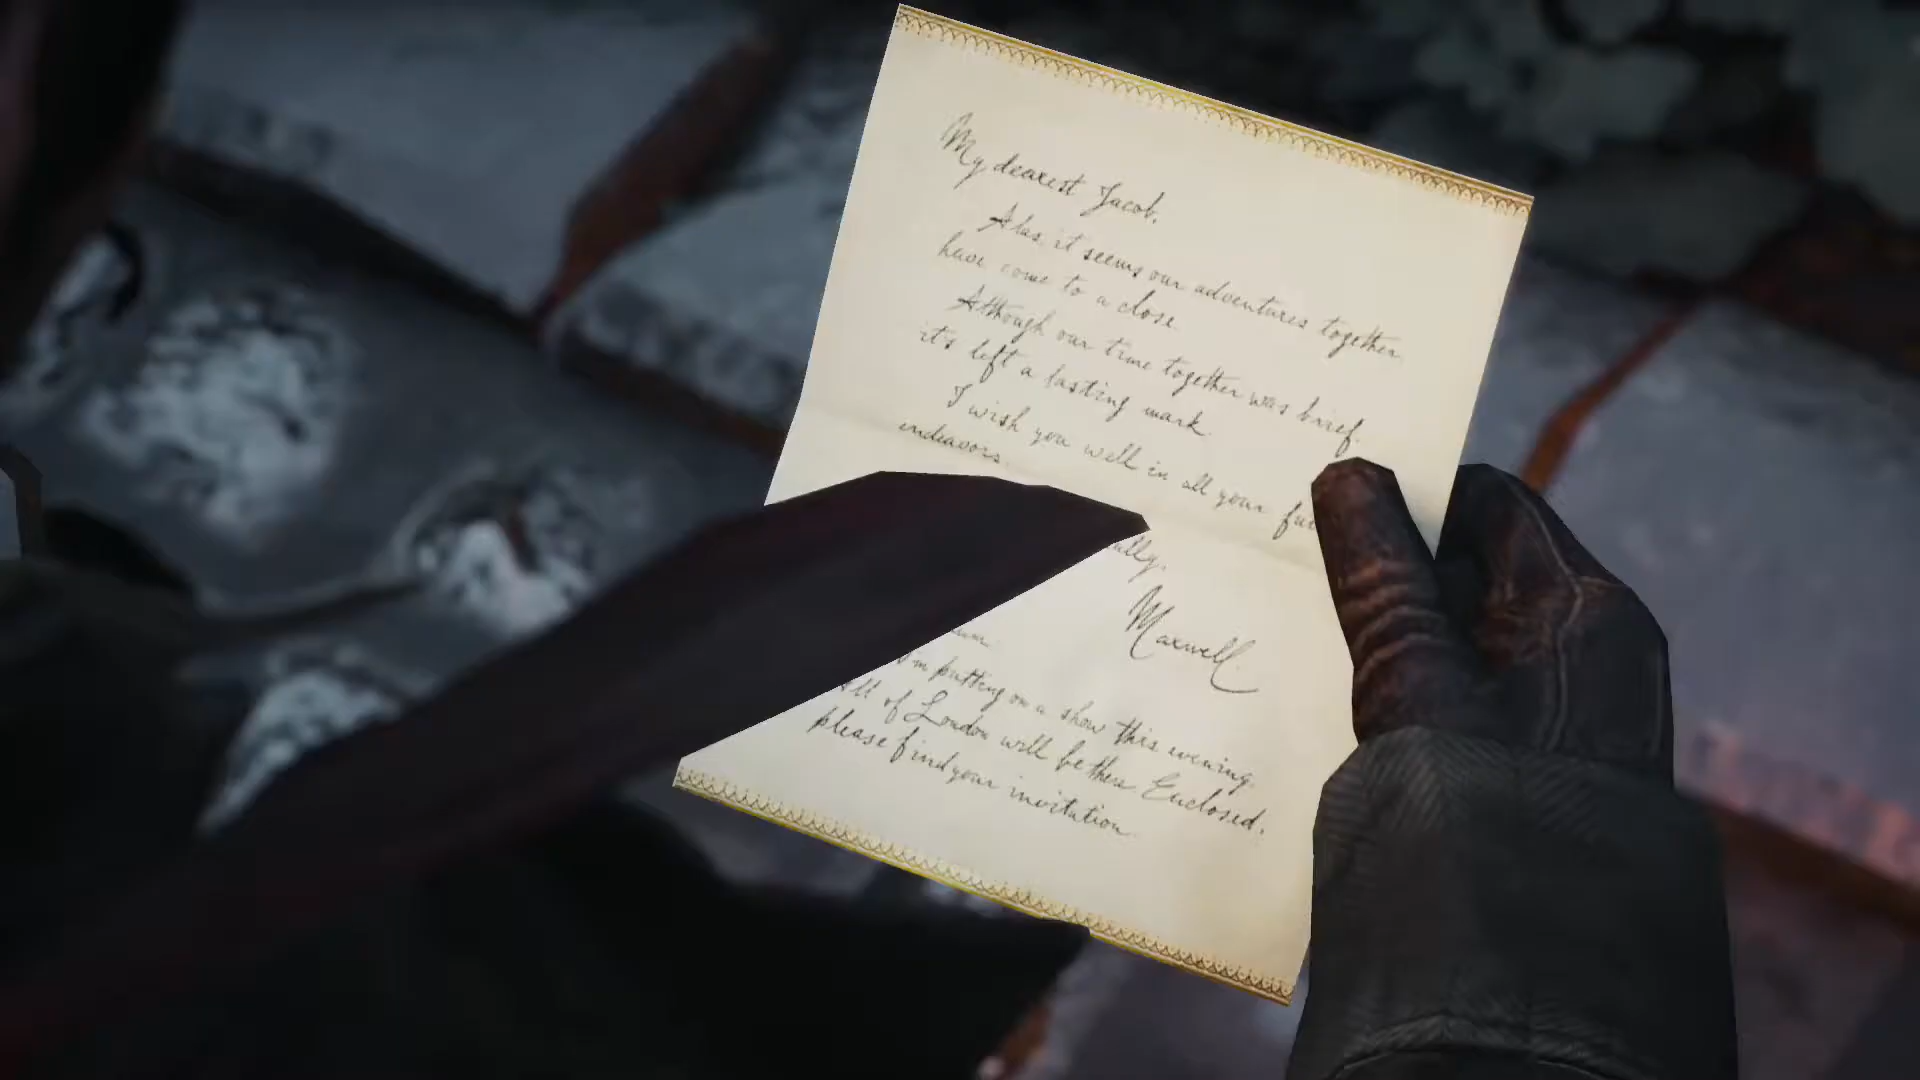 My dearest Jacob,
Alas, it seems our adventures together
have come to a close.
Although our time together was brief,
it's left a lasting mark.
I wish you well in all your
endeavors.
Maxwell.
I'm putting on a show this evening.
All of London will be there. Enclosed,
please find your invitation.